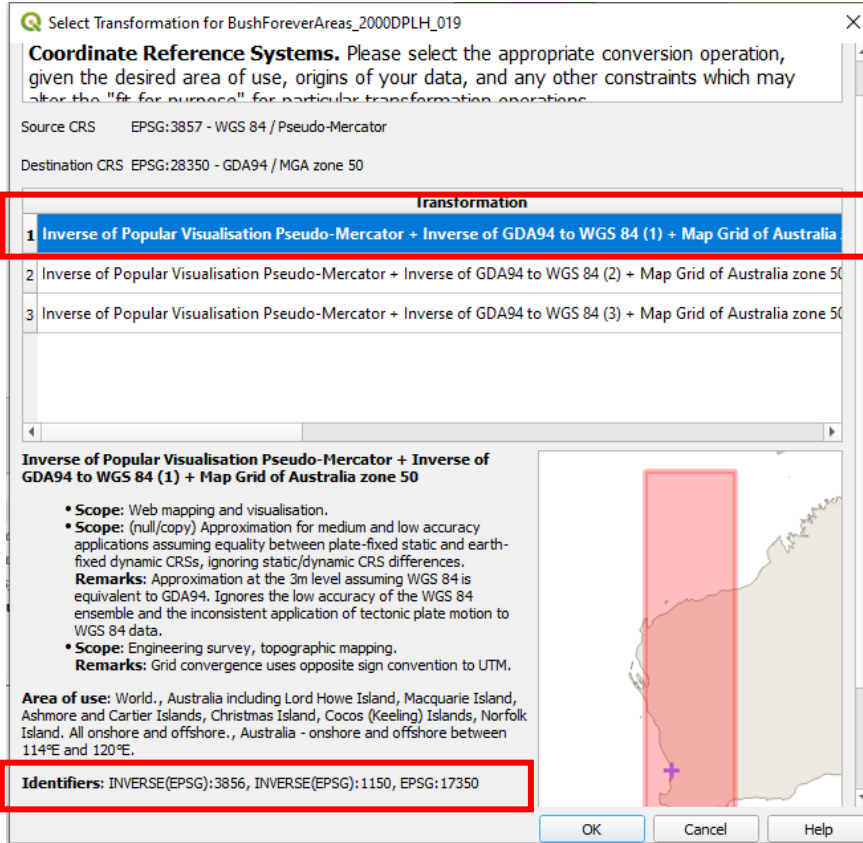 Select Transformation for BushForeverAreas_2000DPLH_019
Coordinate Reference Systems. Please select the appropriate conversion operation,
given the desired area of use, origins of your data, and any other constraints which may
alter the "fit for purpose" for particular transformation operations.
Source CRS EPSG:3857 - WGS 84 / Pseudo-Mercator
Destination CRS EPSG:28350 - GDA94 / MGA zone 50
Transformation
1 Inverse of Popular Visualisation Pseudo-Mercator + Inverse of GDA94 to WGS 84 (1) + Map Grid of Australia
2 Inverse of Popular Visualisation Pseudo-Mercator + Inverse of GDA94 to WGS 84 (2) + Map Grid of Australia zone 50
3 Inverse of Popular Visualisation Pseudo-Mercator + Inverse of GDA94 to WGS 84 (3) + Map Grid of Australia zone 50
Inverse of Popular Visualisation Pseudo-Mercator + Inverse of
GDA94 to WGS 84 (1) + Map Grid of Australia zone 50
• Scope: Web mapping and visualisation.
• Scope: (null/copy) Approximation for medium and low accuracy
applications assuming equality between plate-fixed static and earth-
fixed dynamic CRSs, ignoring static/dynamic CRS differences.
Remarks: Approximation at the 3m level assuming WGS 84 is
equivalent to GDA94. Ignores the low accuracy of the WGS 84
ensemble and the inconsistent application of tectonic plate motion to
WGS 84 data.
• Scope: Engineering survey, topographic mapping.
Remarks: Grid convergence uses opposite sign convention to UTM.
Area of use: World., Australia including Lord Howe Island, Macquarie Island,
Ashmore and Cartier Islands, Christmas Island, Cocos (Keeling) Islands, Norfolk
Island. All onshore and offshore., Australia - onshore and offshore between
114°E and 120°E.
Identifiers: INVERSE(EPSG):3856, INVERSE(EPSG):1150, EPSG:17350
OK Cancel Help